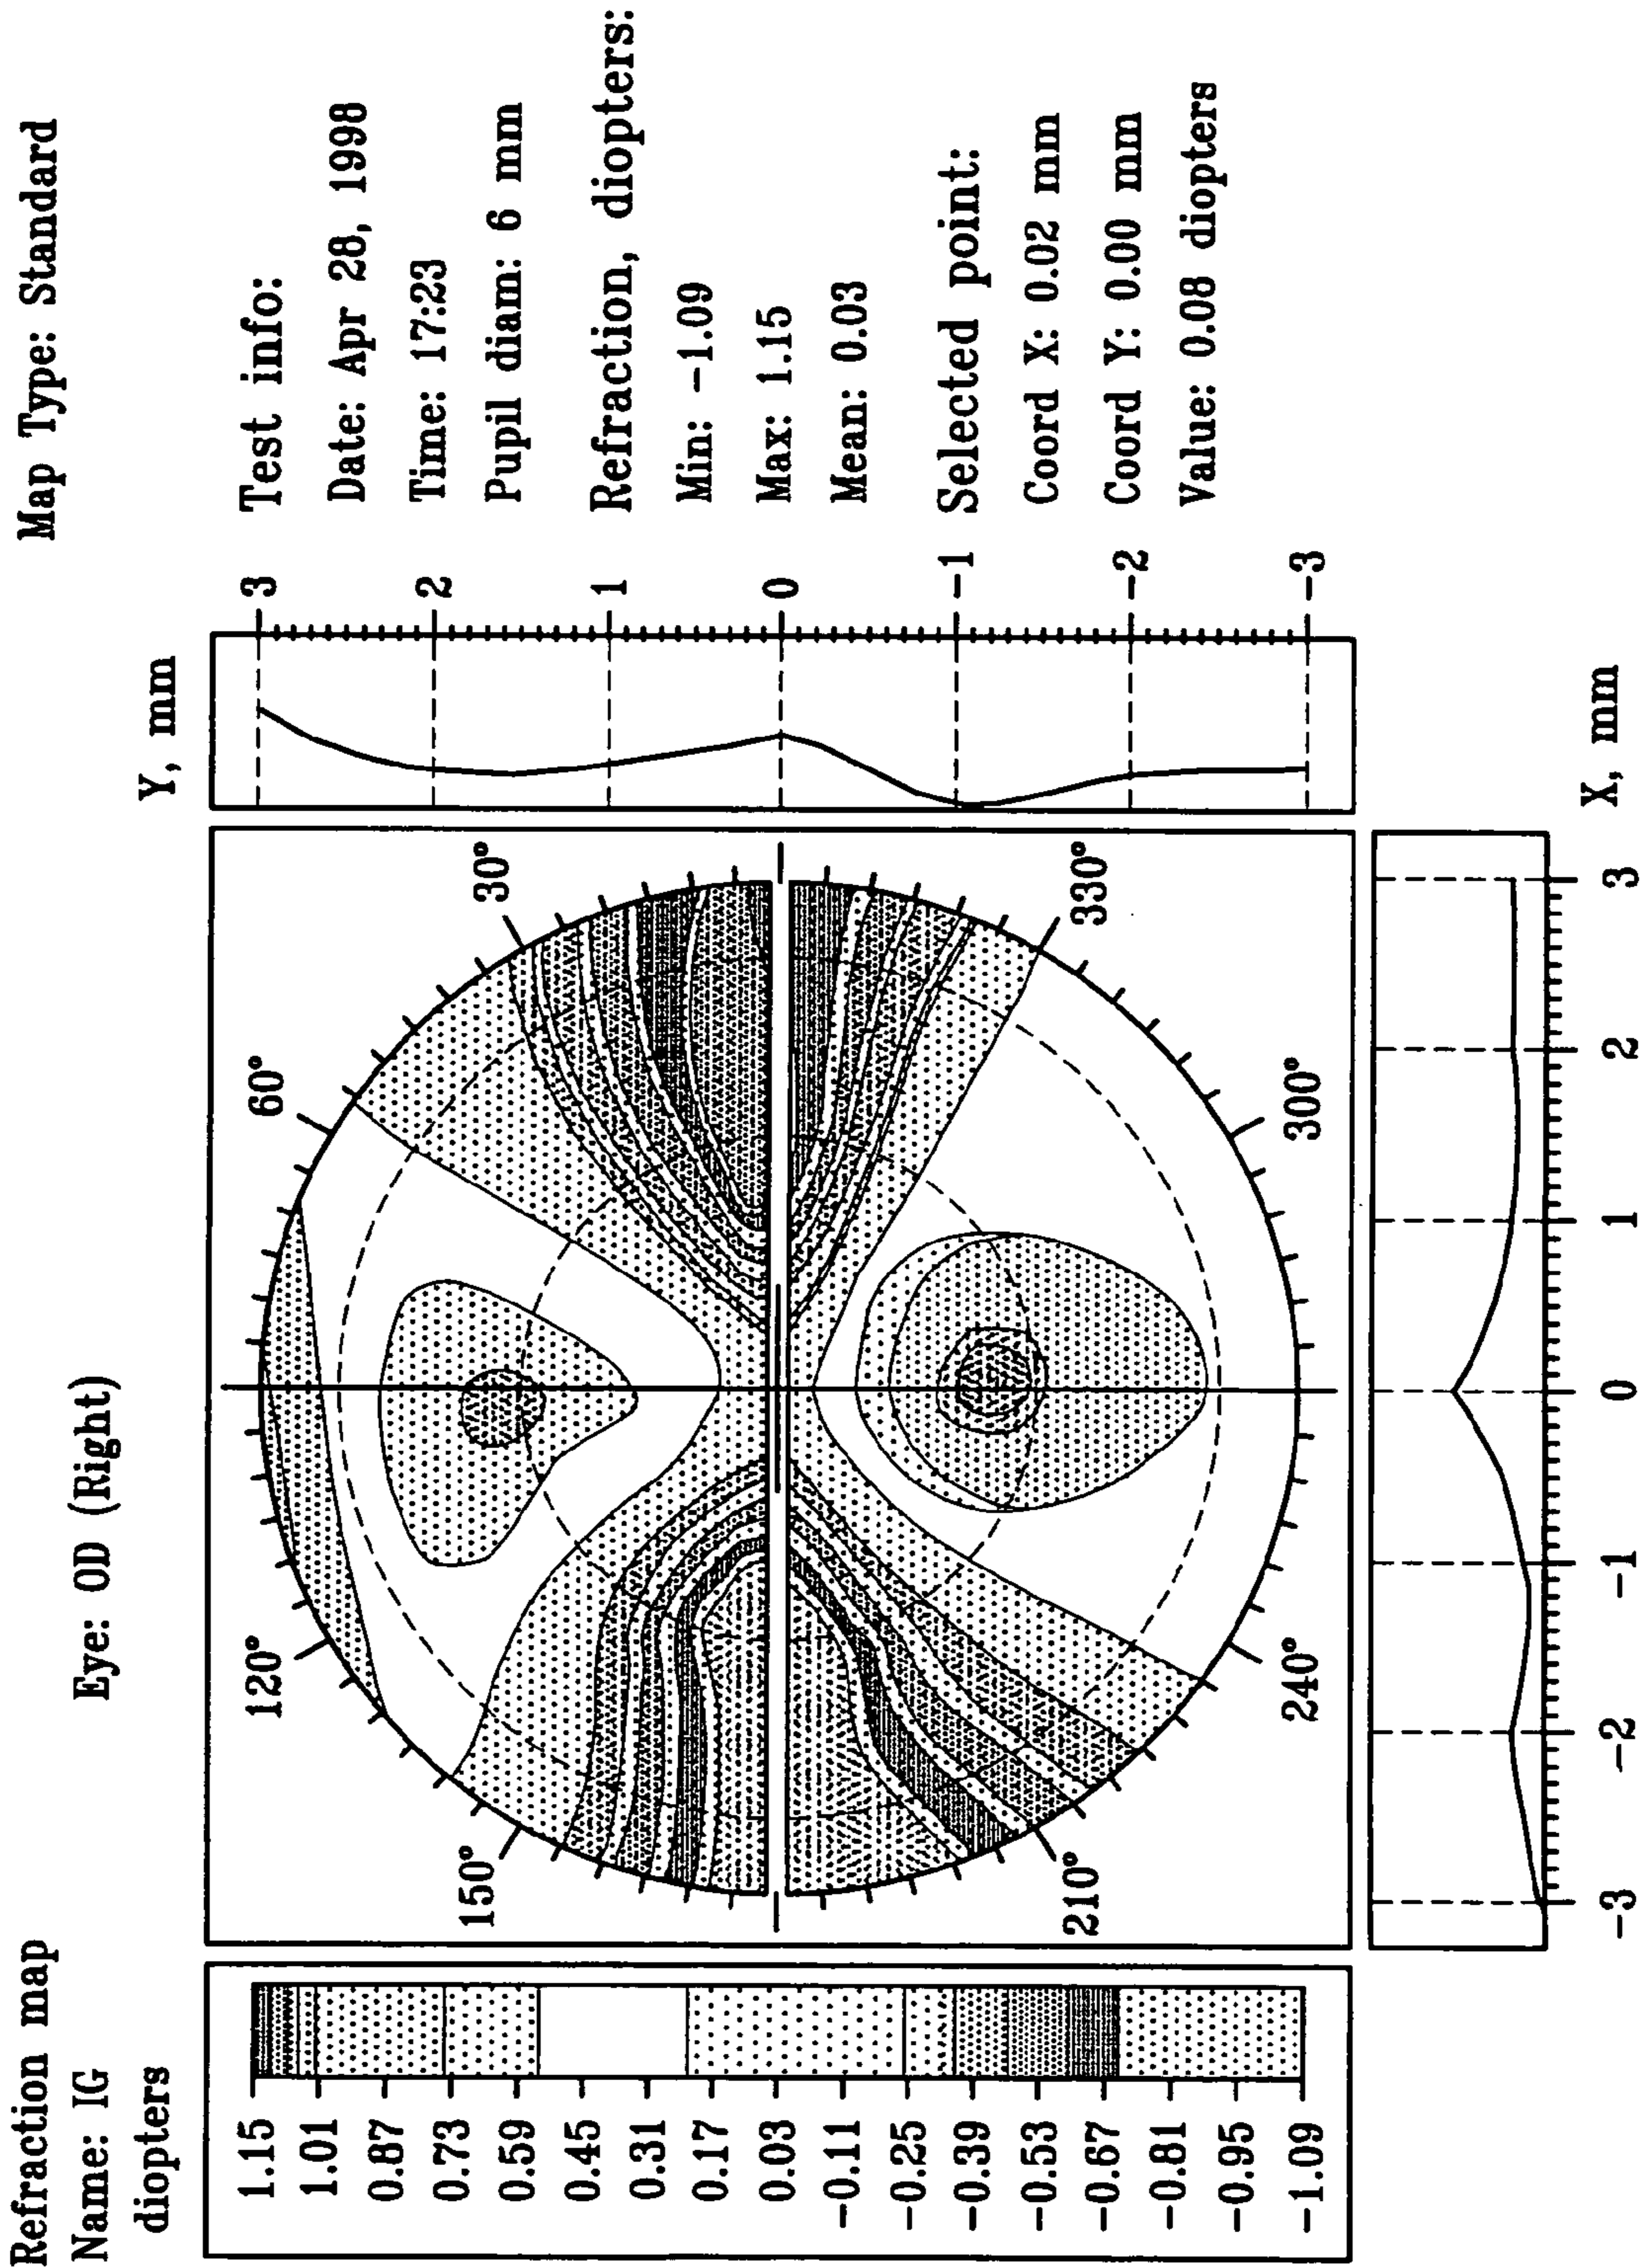 Refraction map
Name: IG
Eye: OD (Right)
Map Type: Standard
diopters
1.15
1.01
0.87
0.73
0.59
0.45
0.31
0.17
0.03
-0.11
-0.25
-0.39
-0.53
-0.67
-0.81
-0.95
-1.09
120°
60°
150°
30°
210°
330°
240°
300°
Y, mm
3
2
1
0
-1
-2
-3
-3
-2
-1
0
1
2
3
X, mm
Test info:
Date: Apr 28, 1998
Time: 17:23
Pupil diam: 6 mm
Refraction, diopters:
Min: -1.09
Max: 1.15
Mean: 0.03
Selected point:
Coord X: 0.02 mm
Coord Y: 0.00 mm
Value: 0.08 diopters